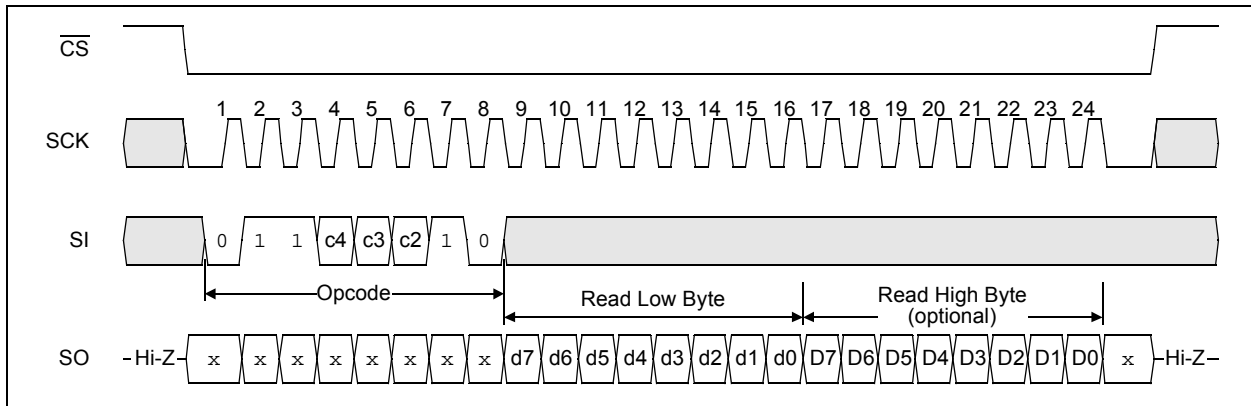 CS
1 2 3 4 5 6 7 8 9 10 11 12 13 14 15 16 17 18 19 20 21 22 23 24
SCK
SI 0 1 1 c4 c3 c2 1 0
Opcode
Read Low Byte
Read High Byte
(optional)
SO Hi-Z x x x x x x x x d7 d6 d5 d4 d3 d2 d1 d0 D7 D6 D5 D4 D3 D2 D1 D0 x Hi-Z